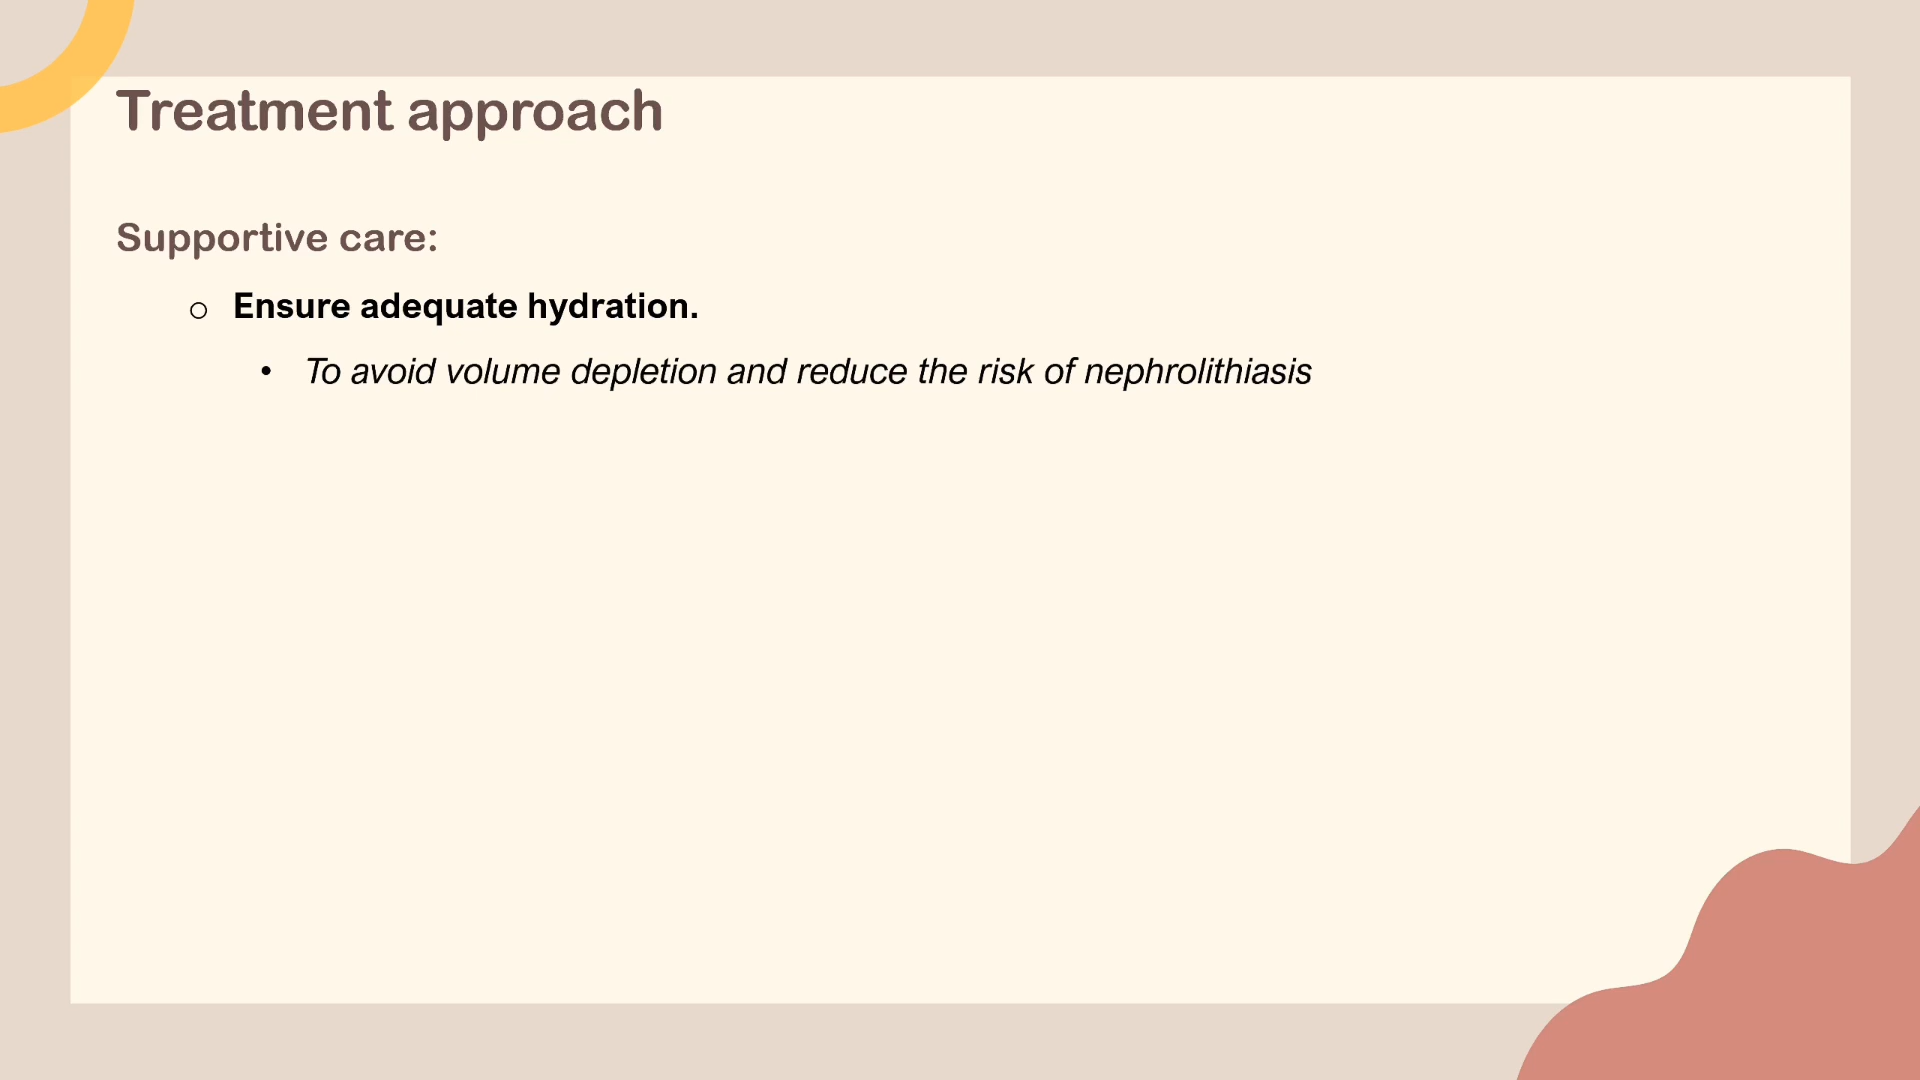 Treatment approach
Supportive care:
o Ensure adequate hydration.
• To avoid volume depletion and reduce the risk of nephrolithiasis